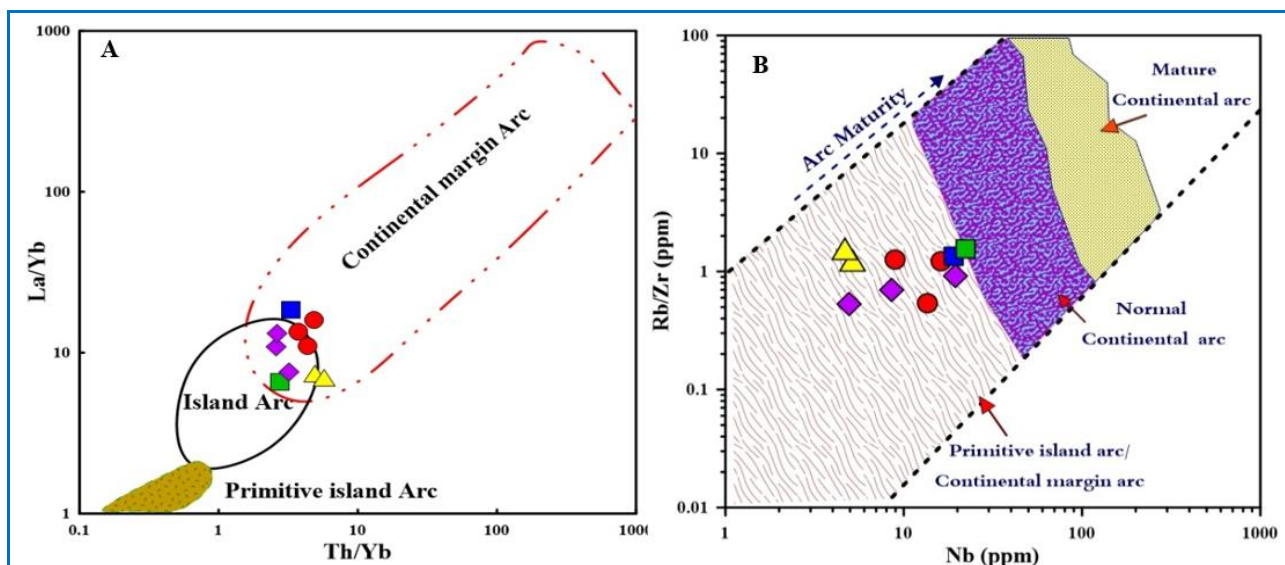 A
1000
100
10
1
La/Yb
0.1
1
10
100
1000
Th/Yb
Continental margin Arc
Island Arc
Primitive island Arc
B
100
10
1
0.1
0.01
Rb/Zr (ppm)
1
10
100
1000
Nb (ppm)
Arc Maturity
Mature
Continental arc
Normal
Continental arc
Primitive island arc/
Continental margin arc